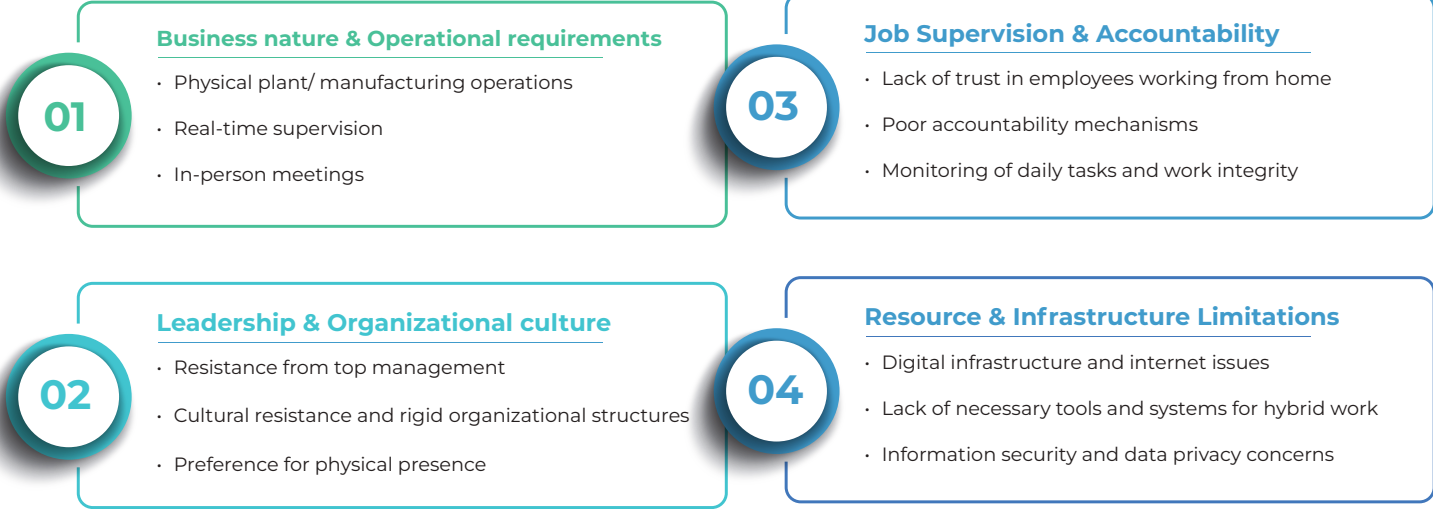 01
Business nature & Operational requirements
• Physical plant/ manufacturing operations
• Real-time supervision
• In-person meetings
02
Leadership & Organizational culture
• Resistance from top management
• Cultural resistance and rigid organizational structures
• Preference for physical presence
03
Job Supervision & Accountability
• Lack of trust in employees working from home
• Poor accountability mechanisms
• Monitoring of daily tasks and work integrity
04
Resource & Infrastructure Limitations
• Digital infrastructure and internet issues
• Lack of necessary tools and systems for hybrid work
• Information security and data privacy concerns